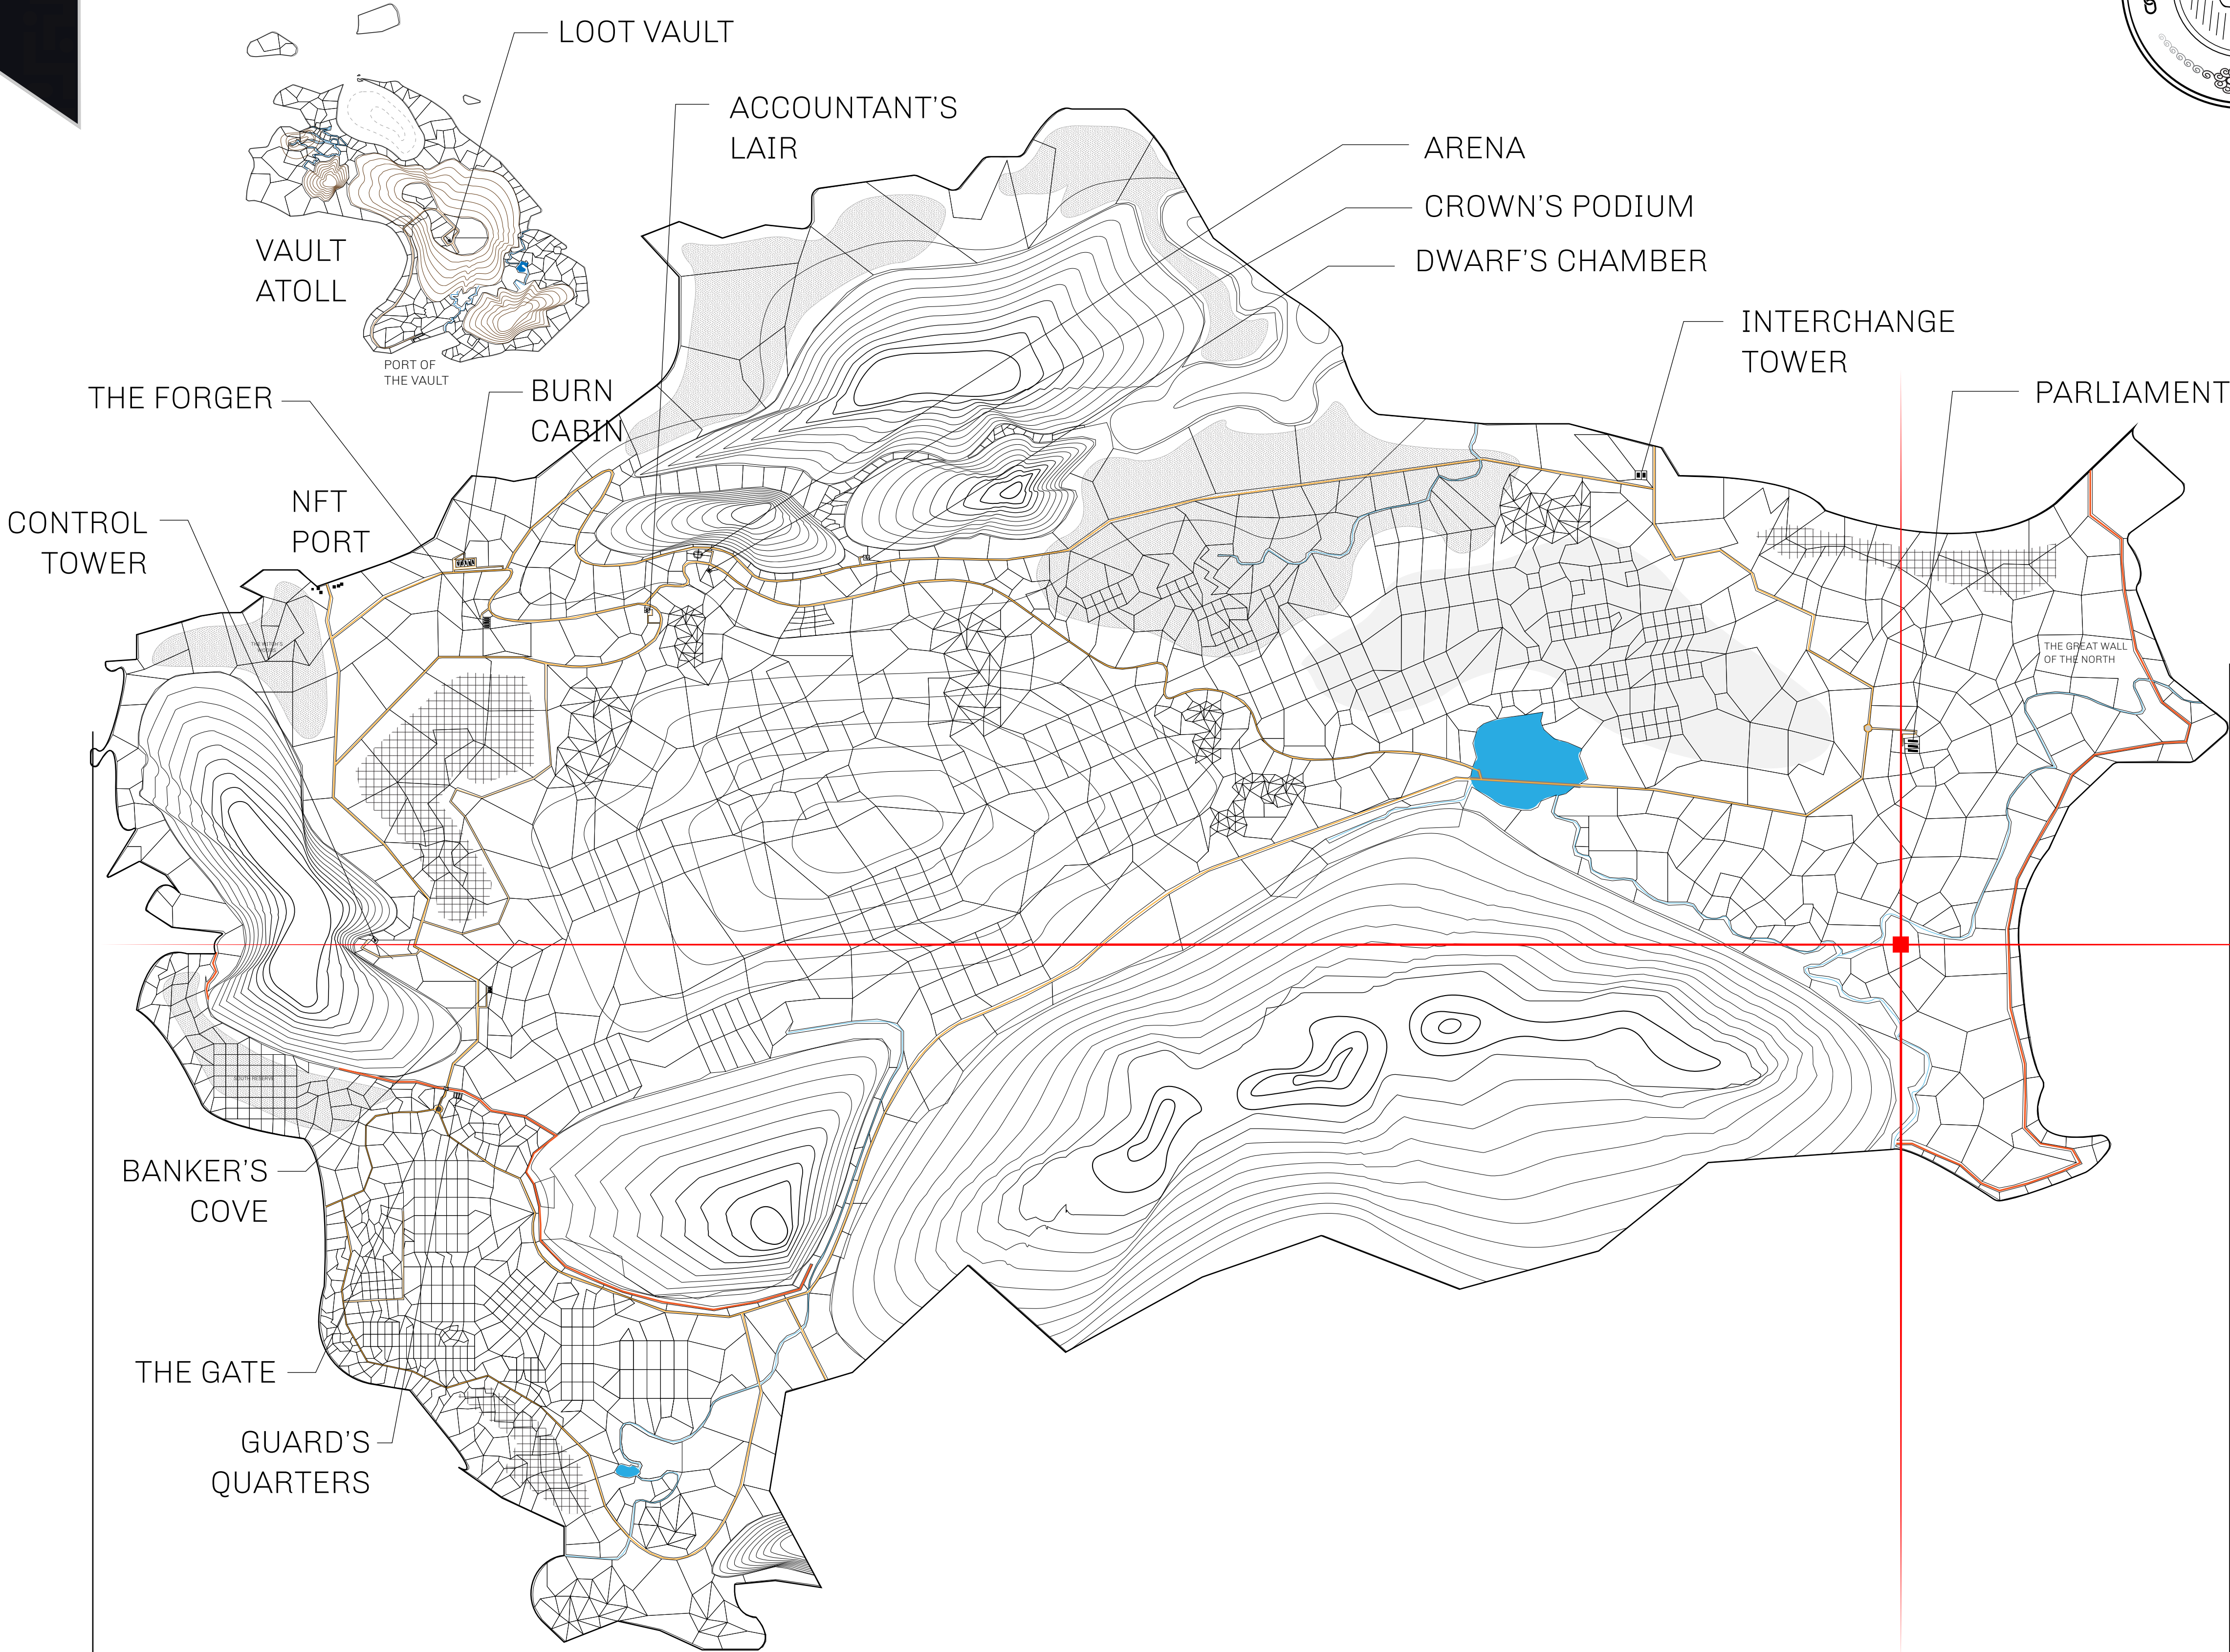 LOOT VAULT
ACCOUNTANT’S
LAIR
ARENA
CROWN’S PODIUM
DWARF’S CHAMBER
VAULT
ATOLL
INTERCHANGE
TOWER
PORT OF
THE VAULT
THE FORGER
BURN
CABIN
PARLIAMENT
NFT
PORT
CONTROL
TOWER
THE GREAT WALL
OF THE NORTH
SOUTH RESERVE
BANKER’S
COVE
THE GATE
GUARD’S
QUARTERS